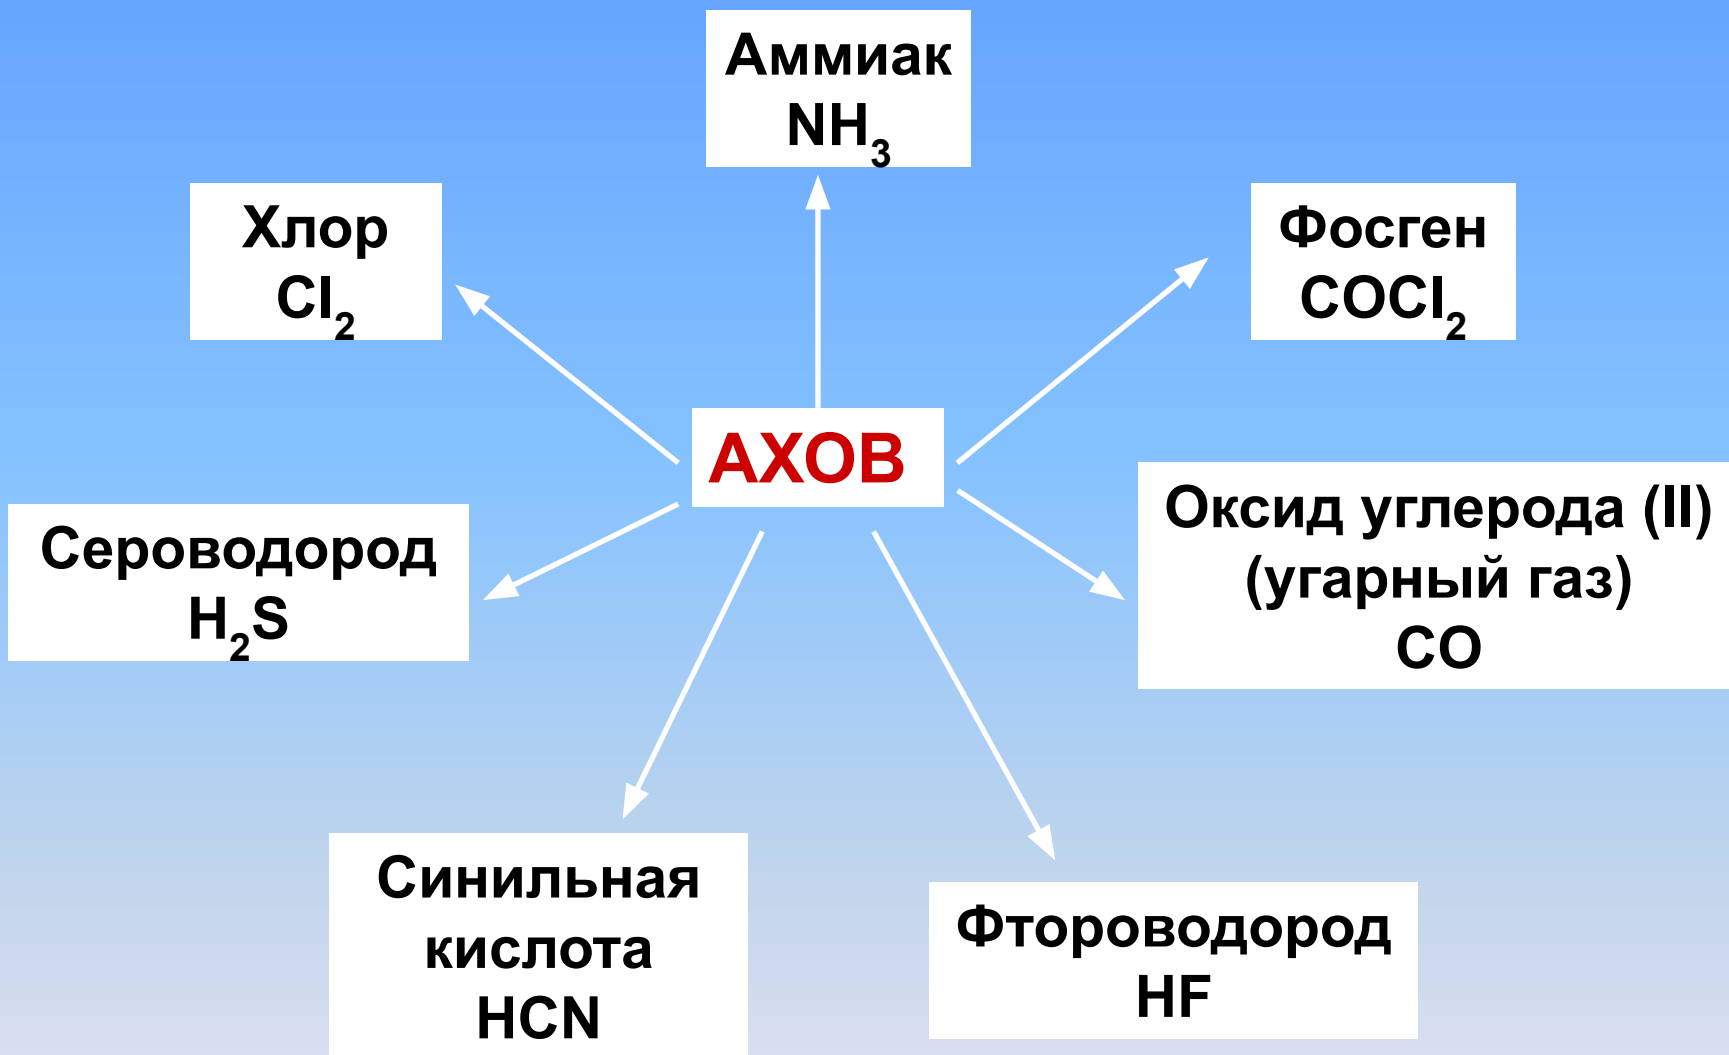 Аммиак
NH₃
Хлор
Cl₂
Фосген
COCl₂
АХОВ
Сероводород
H₂S
Оксид углерода (II)
(угарный газ)
CO
Синильная
кислота
HCN
Фтороводород
HF